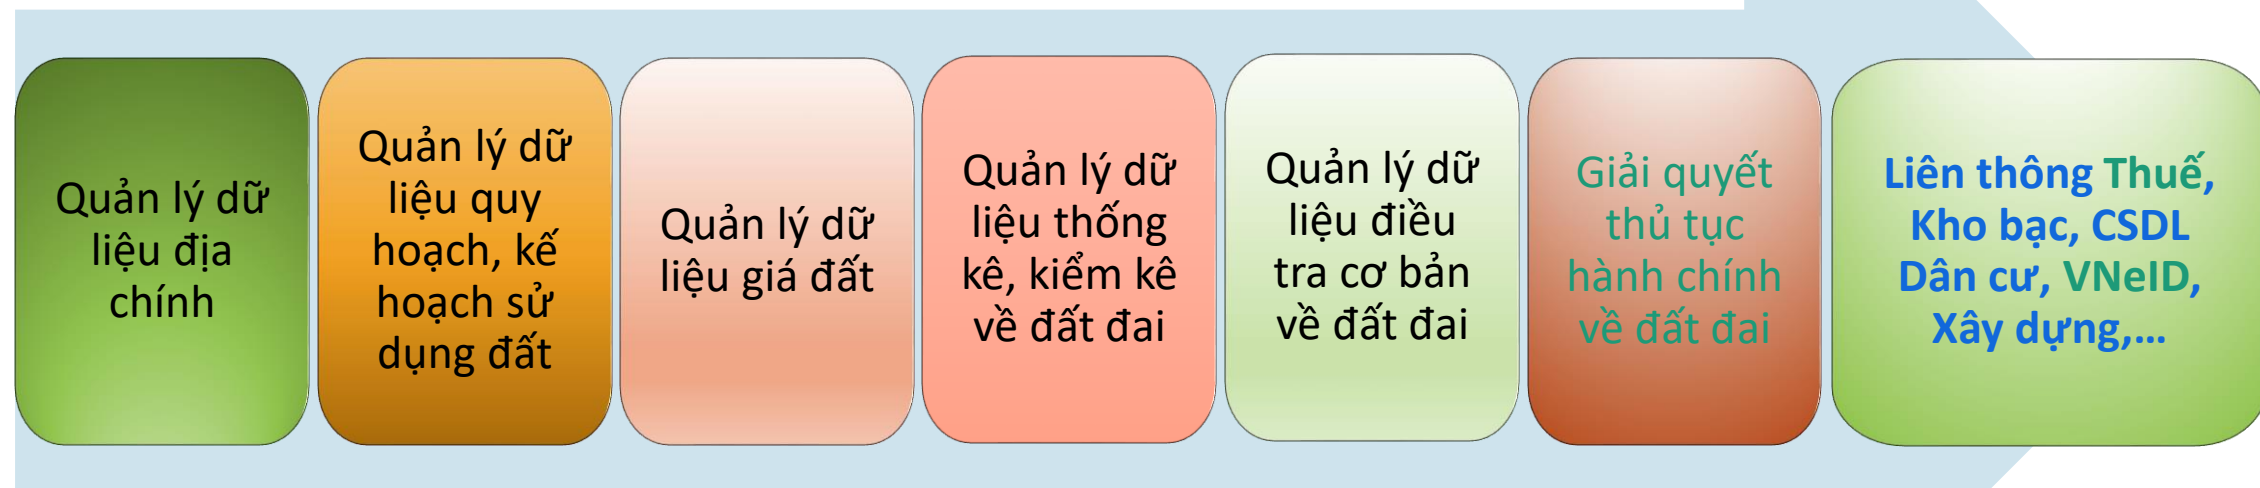 Quản lý dữ
liệu địa
chính
Quản lý dữ
liệu quy
hoạch, kế
hoạch sử
dụng đất
Quản lý dữ
liệu giá đất
Quản lý dữ
liệu thống
kê, kiểm kê
về đất đai
Quản lý dữ
liệu điều
tra cơ bản
về đất đai
Giải quyết
thủ tục
hành chính
về đất đai
Liên thông Thuế,
Kho bạc, CSDL
Dân cư, VNeID,
Xây dựng,...